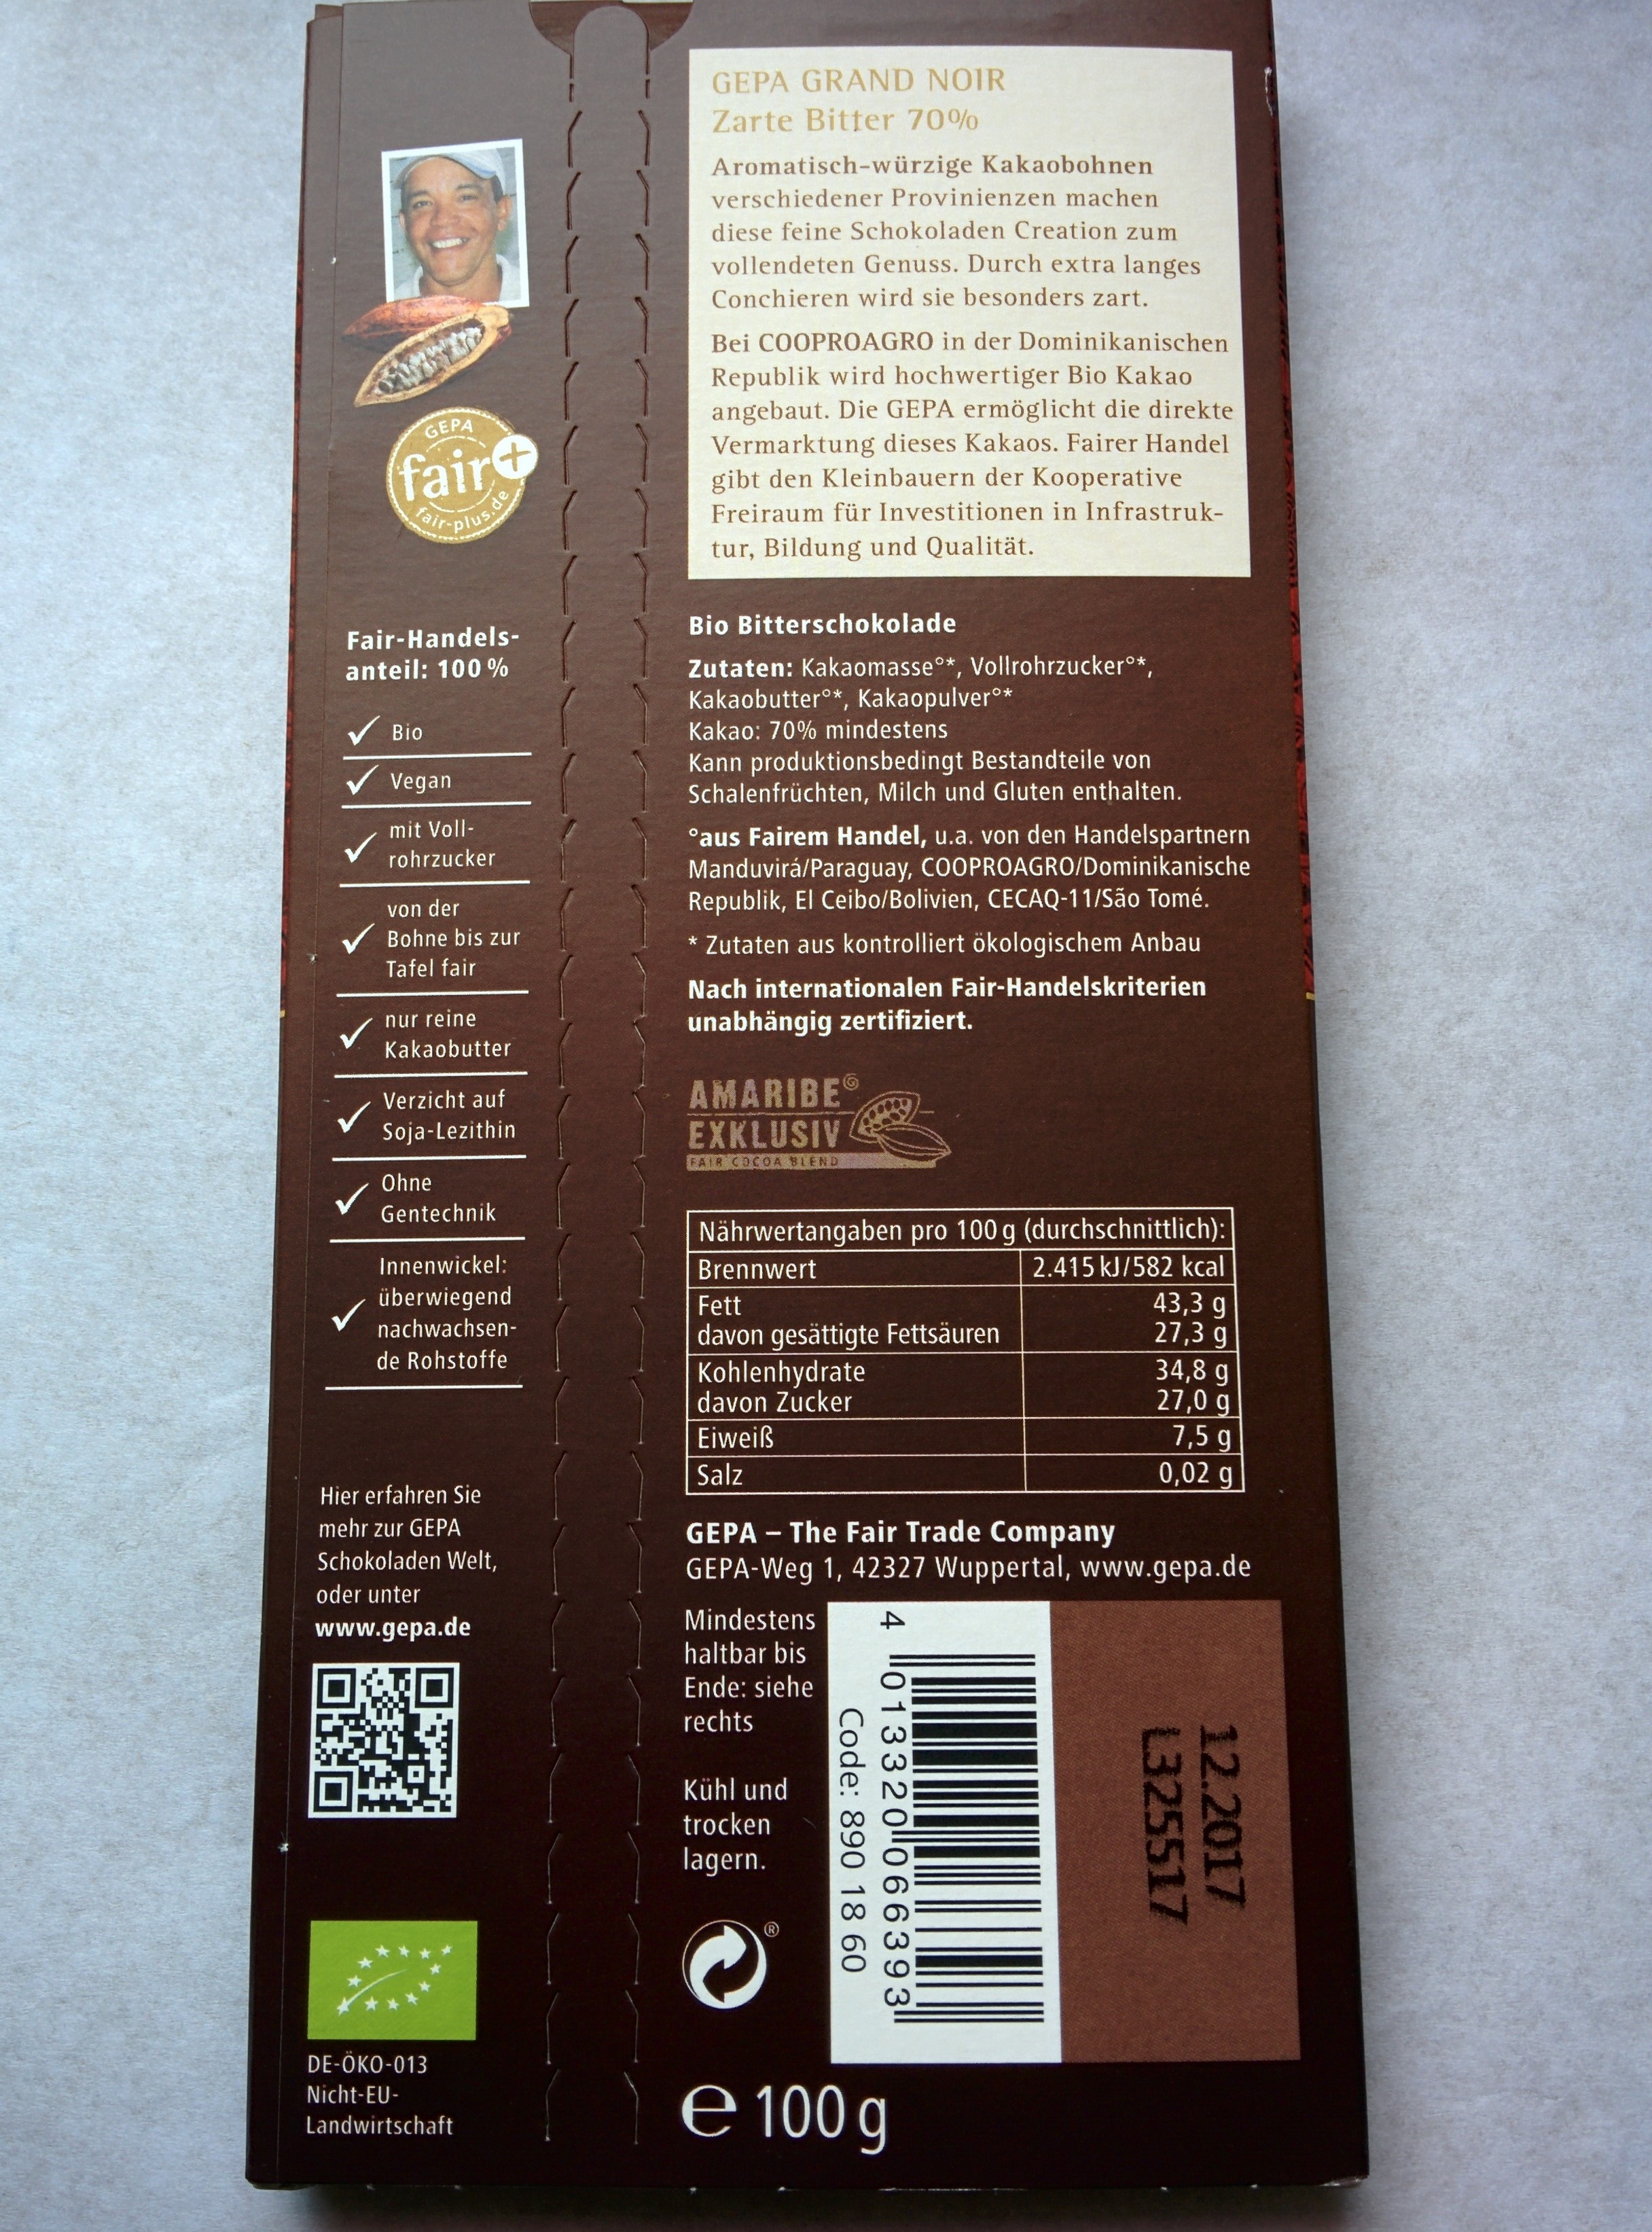 GEPA
fair+
fair-plus.de
Fair-Handels-
anteil: 100 %
✓ Bio
✓ Vegan
✓ mit Voll-
rohrzucker
von der
✓ Bohne bis zur
Tafel fair
✓ nur reine
Kakaobutter
✓ Verzicht auf
Soja-Lezithin
✓ Ohne
Gentechnik
Innenwickel:
✓ überwiegend
nachwachsen-
de Rohstoffe
Hier erfahren Sie
mehr zur GEPA
Schokoladen Welt,
oder unter
www.gepa.de
DE-ÖKO-013
Nicht-EU-
Landwirtschaft
GEPA GRAND NOIR
Zarte Bitter 70%
Aromatisch-würzige Kakaobohnen
verschiedener Provinienzen machen
diese feine Schokoladen Creation zum
vollendeten Genuss. Durch extra langes
Conchieren wird sie besonders zart.
Bei COOPROAGRO in der Dominikanischen
Republik wird hochwertiger Bio Kakao
angebaut. Die GEPA ermöglicht die direkte
Vermarktung dieses Kakaos. Fairer Handel
gibt den Kleinbauern der Kooperative
Freiraum für Investitionen in Infrastruk-
tur, Bildung und Qualität.
Bio Bitterschokolade
Zutaten: Kakaomasse°*, Vollrohrzucker°*,
Kakaobutter°*, Kakaopulver°*
Kakao: 70% mindestens
Kann produktionsbedingt Bestandteile von
Schalenfrüchten, Milch und Gluten enthalten.
°aus Fairem Handel, u.a. von den Handelspartnern
Manduvirá/Paraguay, COOPROAGRO/Dominikanische
Republik, El Ceibo/Bolivien, CECAQ-11/São Tomé.
* Zutaten aus kontrolliert ökologischem Anbau
Nach internationalen Fair-Handelskriterien
unabhängig zertifiziert.
AMARIBE
EXKLUSIV
FAIR COCOA BLEND
Nährwertangaben pro 100 g (durchschnittlich):
Brennwert 2.415 kJ/582 kcal
Fett 43,3 g
davon gesättigte Fettsäuren 27,3 g
Kohlenhydrate 34,8 g
davon Zucker 27,0 g
Eiweiß 7,5 g
Salz 0,02 g
GEPA – The Fair Trade Company
GEPA-Weg 1, 42327 Wuppertal, www.gepa.de
Mindestens
haltbar bis
Ende: siehe
rechts
Kühl und
trocken
lagern.
®
4 013320 066393
Code: 890 18 60
12.2017
L325517
e 100 g